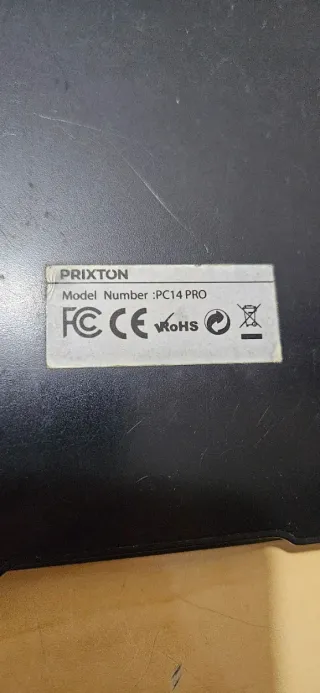 PRIXTON
Model Number :PC14 PRO
FC CE RoHS